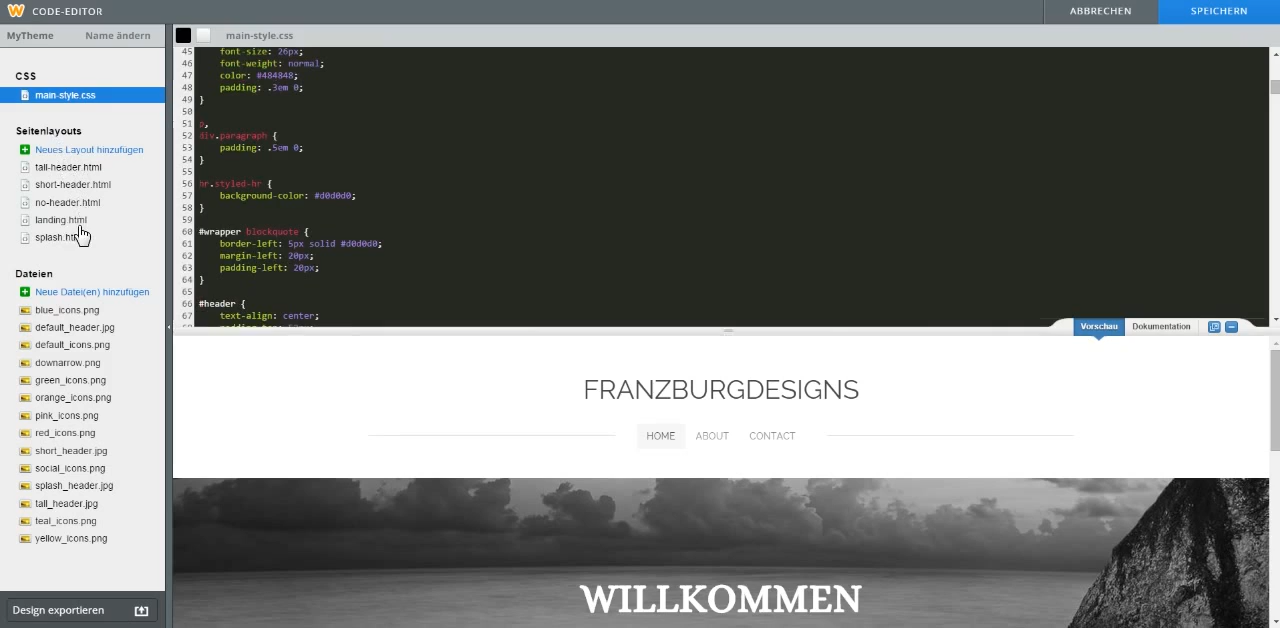 CODE-EDITOR
ABBRECHEN
SPEICHERN
MyTheme
Name ändern
main-style.css
CSS
main-style.css
Seitenlayouts
Neues Layout hinzufügen
tall-header.html
short-header.html
no-header.html
landing.html
Dateien
Neue Datei(en) hinzufügen
blue_icons.png
default_header.jpg
default_icons.png
downarrow.png
green_icons.png
orange_icons.png
pink_icons.png
red_icons.png
short_header.jpg
social_icons.png
splash_header.jpg
tall_header.jpg
teal_icons.png
yellow_icons.png
Design exportieren
45 font-size: 26px;
46 font-weight: normal;
47 color: #484848;
48 padding: .3em 0;
49 }
50
51 p,
52 div.paragraph {
53 padding: .5em 0;
54 }
55
56 hr.styled-hr {
57 background-color: #d0d0d0;
58 }
59
60 #wrapper blockquote {
61 border-left: 5px solid #d0d0d0;
62 margin-left: 20px;
63 padding-left: 20px;
64 }
65
66 #header {
67 text-align: center;
Vorschau
Dokumentation
FRANZBURGDESIGNS
HOME
ABOUT
CONTACT
WILLKOMMEN